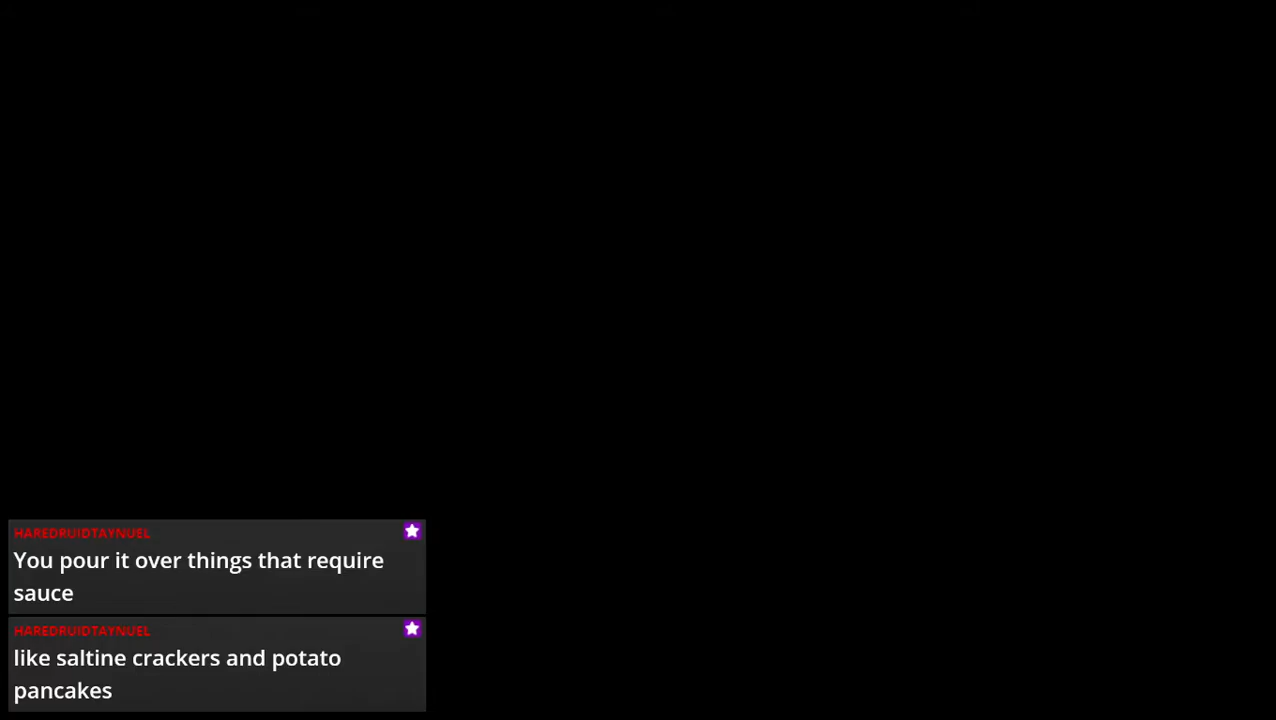 HAREDRUIDTAYNUEL
You pour it over things that require
sauce
HAREDRUIDTAYNUEL
like saltine crackers and potato
pancakes